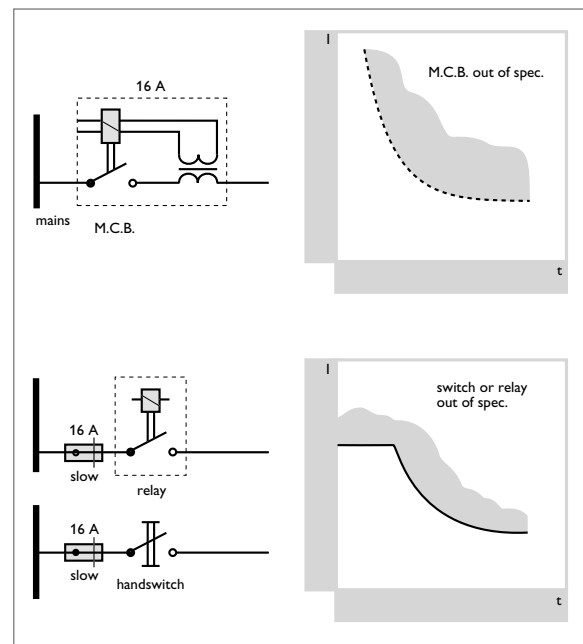 16 A
mains
M.C.B.
I
M.C.B. out of spec.
t
16 A
slow
relay
16 A
slow
handswitch
I
switch or relay
out of spec.
t